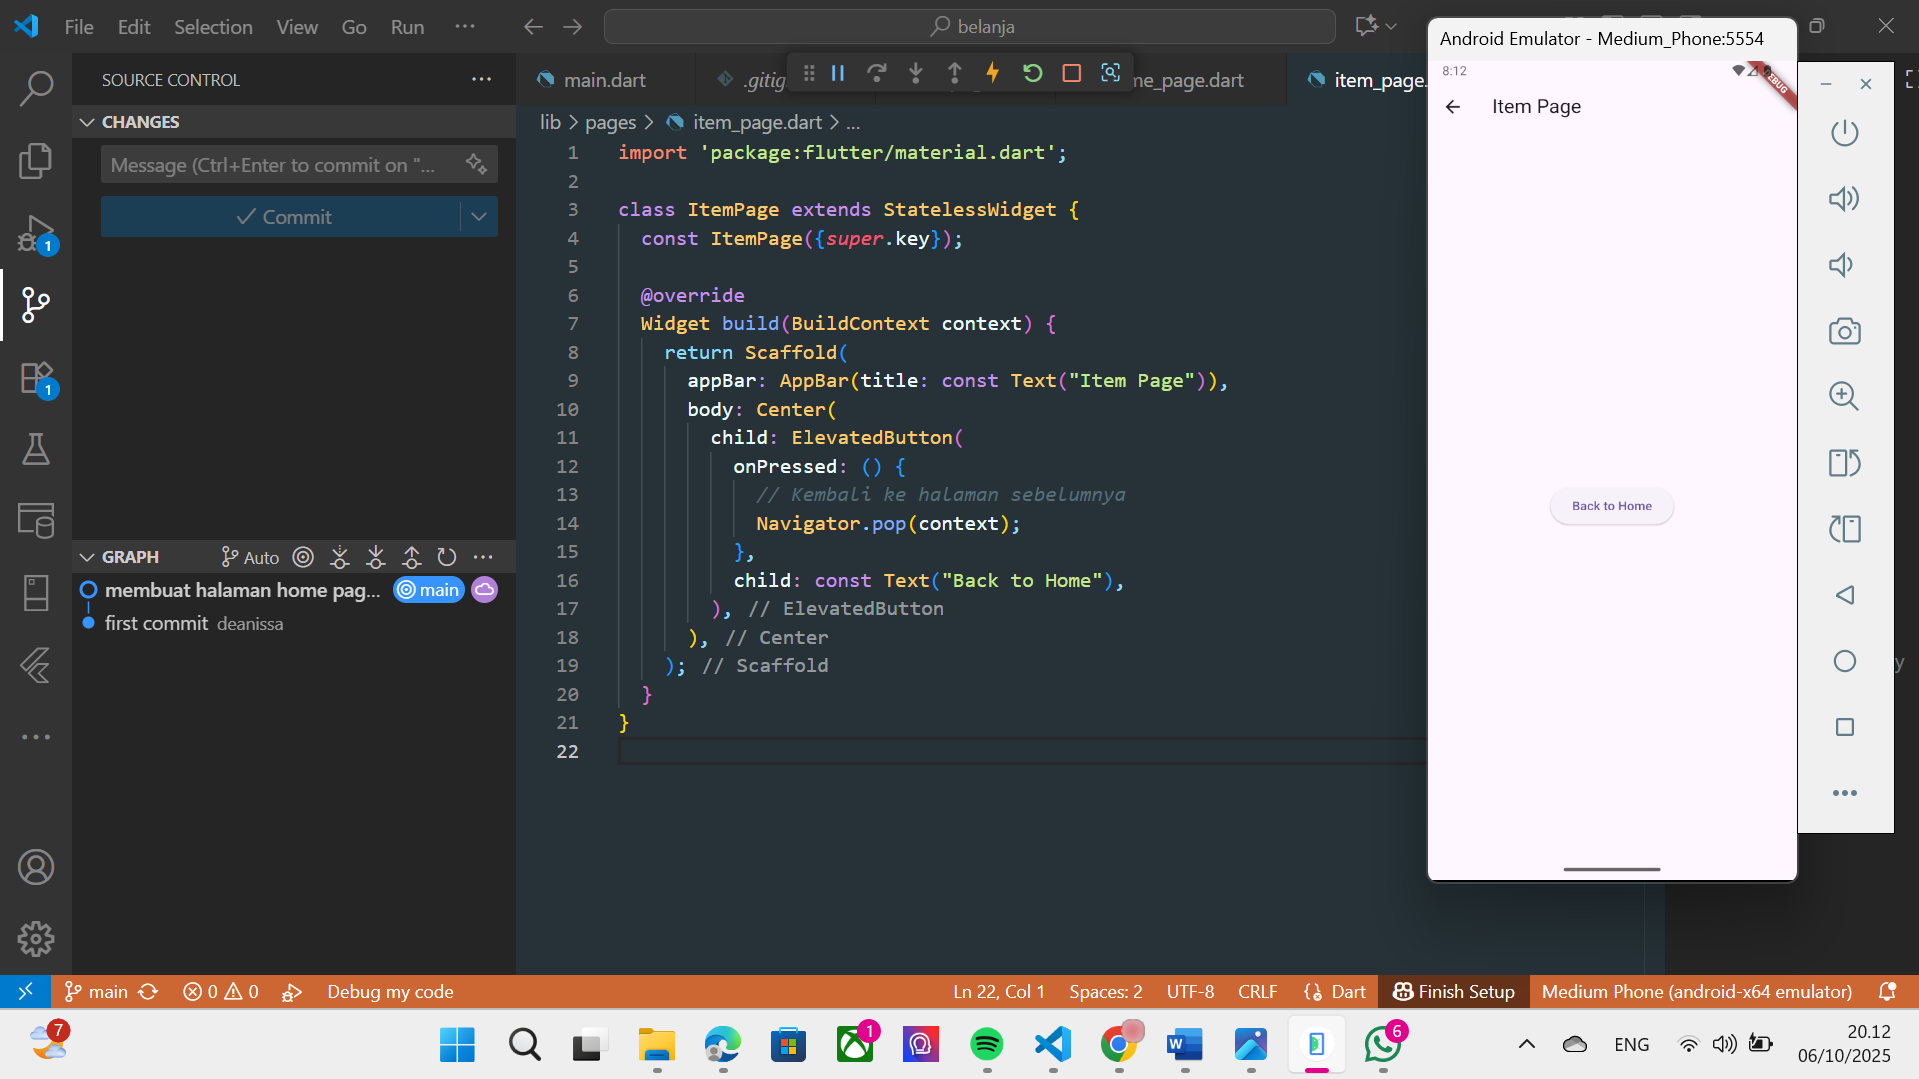 File Edit Selection View Go Run ...
belanja
SOURCE CONTROL
CHANGES
Message (Ctrl+Enter to commit on "...
Commit
1
1
GRAPH
Auto
membuat halaman home pag... main
first commit deanissa
main.dart
.gitig
me_page.dart
item_page.
lib > pages > item_page.dart > ...
1 import 'package:flutter/material.dart';
2
3 class ItemPage extends StatelessWidget {
4 const ItemPage({super.key});
5
6 @override
7 Widget build(BuildContext context) {
8 return Scaffold(
9 appBar: AppBar(title: const Text("Item Page")),
10 body: Center(
11 child: ElevatedButton(
12 onPressed: () {
13 // Kembali ke halaman sebelumnya
14 Navigator.pop(context);
15 },
16 child: const Text("Back to Home"),
17 ), // ElevatedButton
18 ), // Center
19 ); // Scaffold
20 }
21 }
22
Android Emulator - Medium_Phone:5554
8:12
Item Page
Back to Home
y
main
0 0
Debug my code
Ln 22, Col 1
Spaces: 2
UTF-8
CRLF
Dart
Finish Setup
Medium Phone (android-x64 emulator)
7
1
6
ENG
20.12
06/10/2025